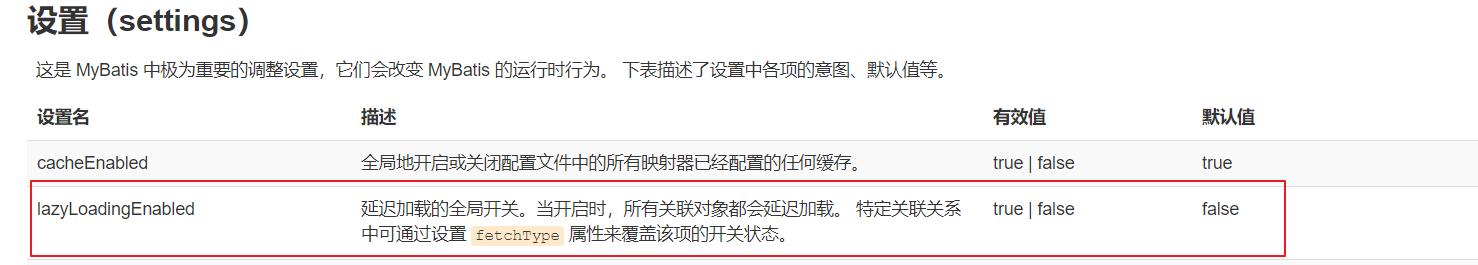 设置（settings）
这是 MyBatis 中极为重要的调整设置，它们会改变 MyBatis 的运行时行为。 下表描述了设置中各项的意图、默认值等。
设置名 描述 有效值 默认值
cacheEnabled 全局地开启或关闭配置文件中的所有映射器已经配置的任何缓存。 true | false true
lazyLoadingEnabled 延迟加载的全局开关。当开启时，所有关联对象都会延迟加载。 特定关联关系 true | false false
中可通过设置 fetchType 属性来覆盖该项的开关状态。